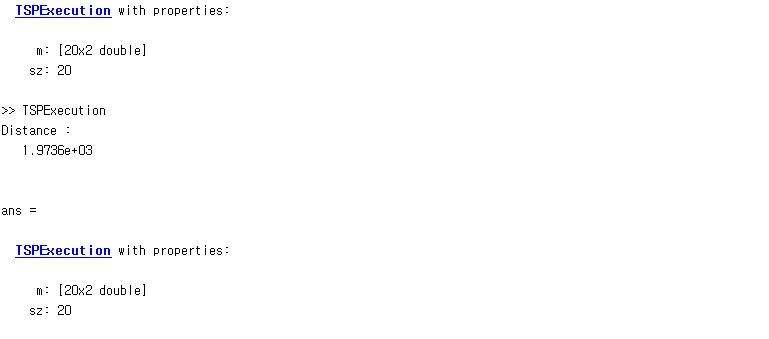 TSPExecution with properties:
m: [20x2 double]
sz: 20
>> TSPExecution
Distance :
1.9736e+03
ans =
TSPExecution with properties:
m: [20x2 double]
sz: 20